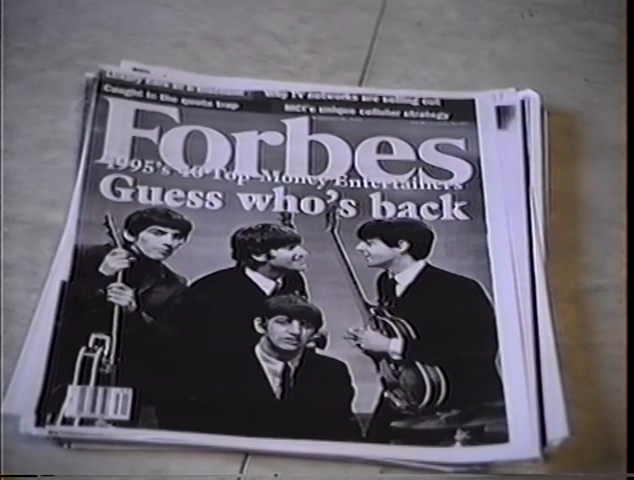 Caught in the quota trap
Why TV networks are selling out
MCI's unique cellular strategy
Forbes
1995's 40 Top-Money Entertainers
Guess who's back